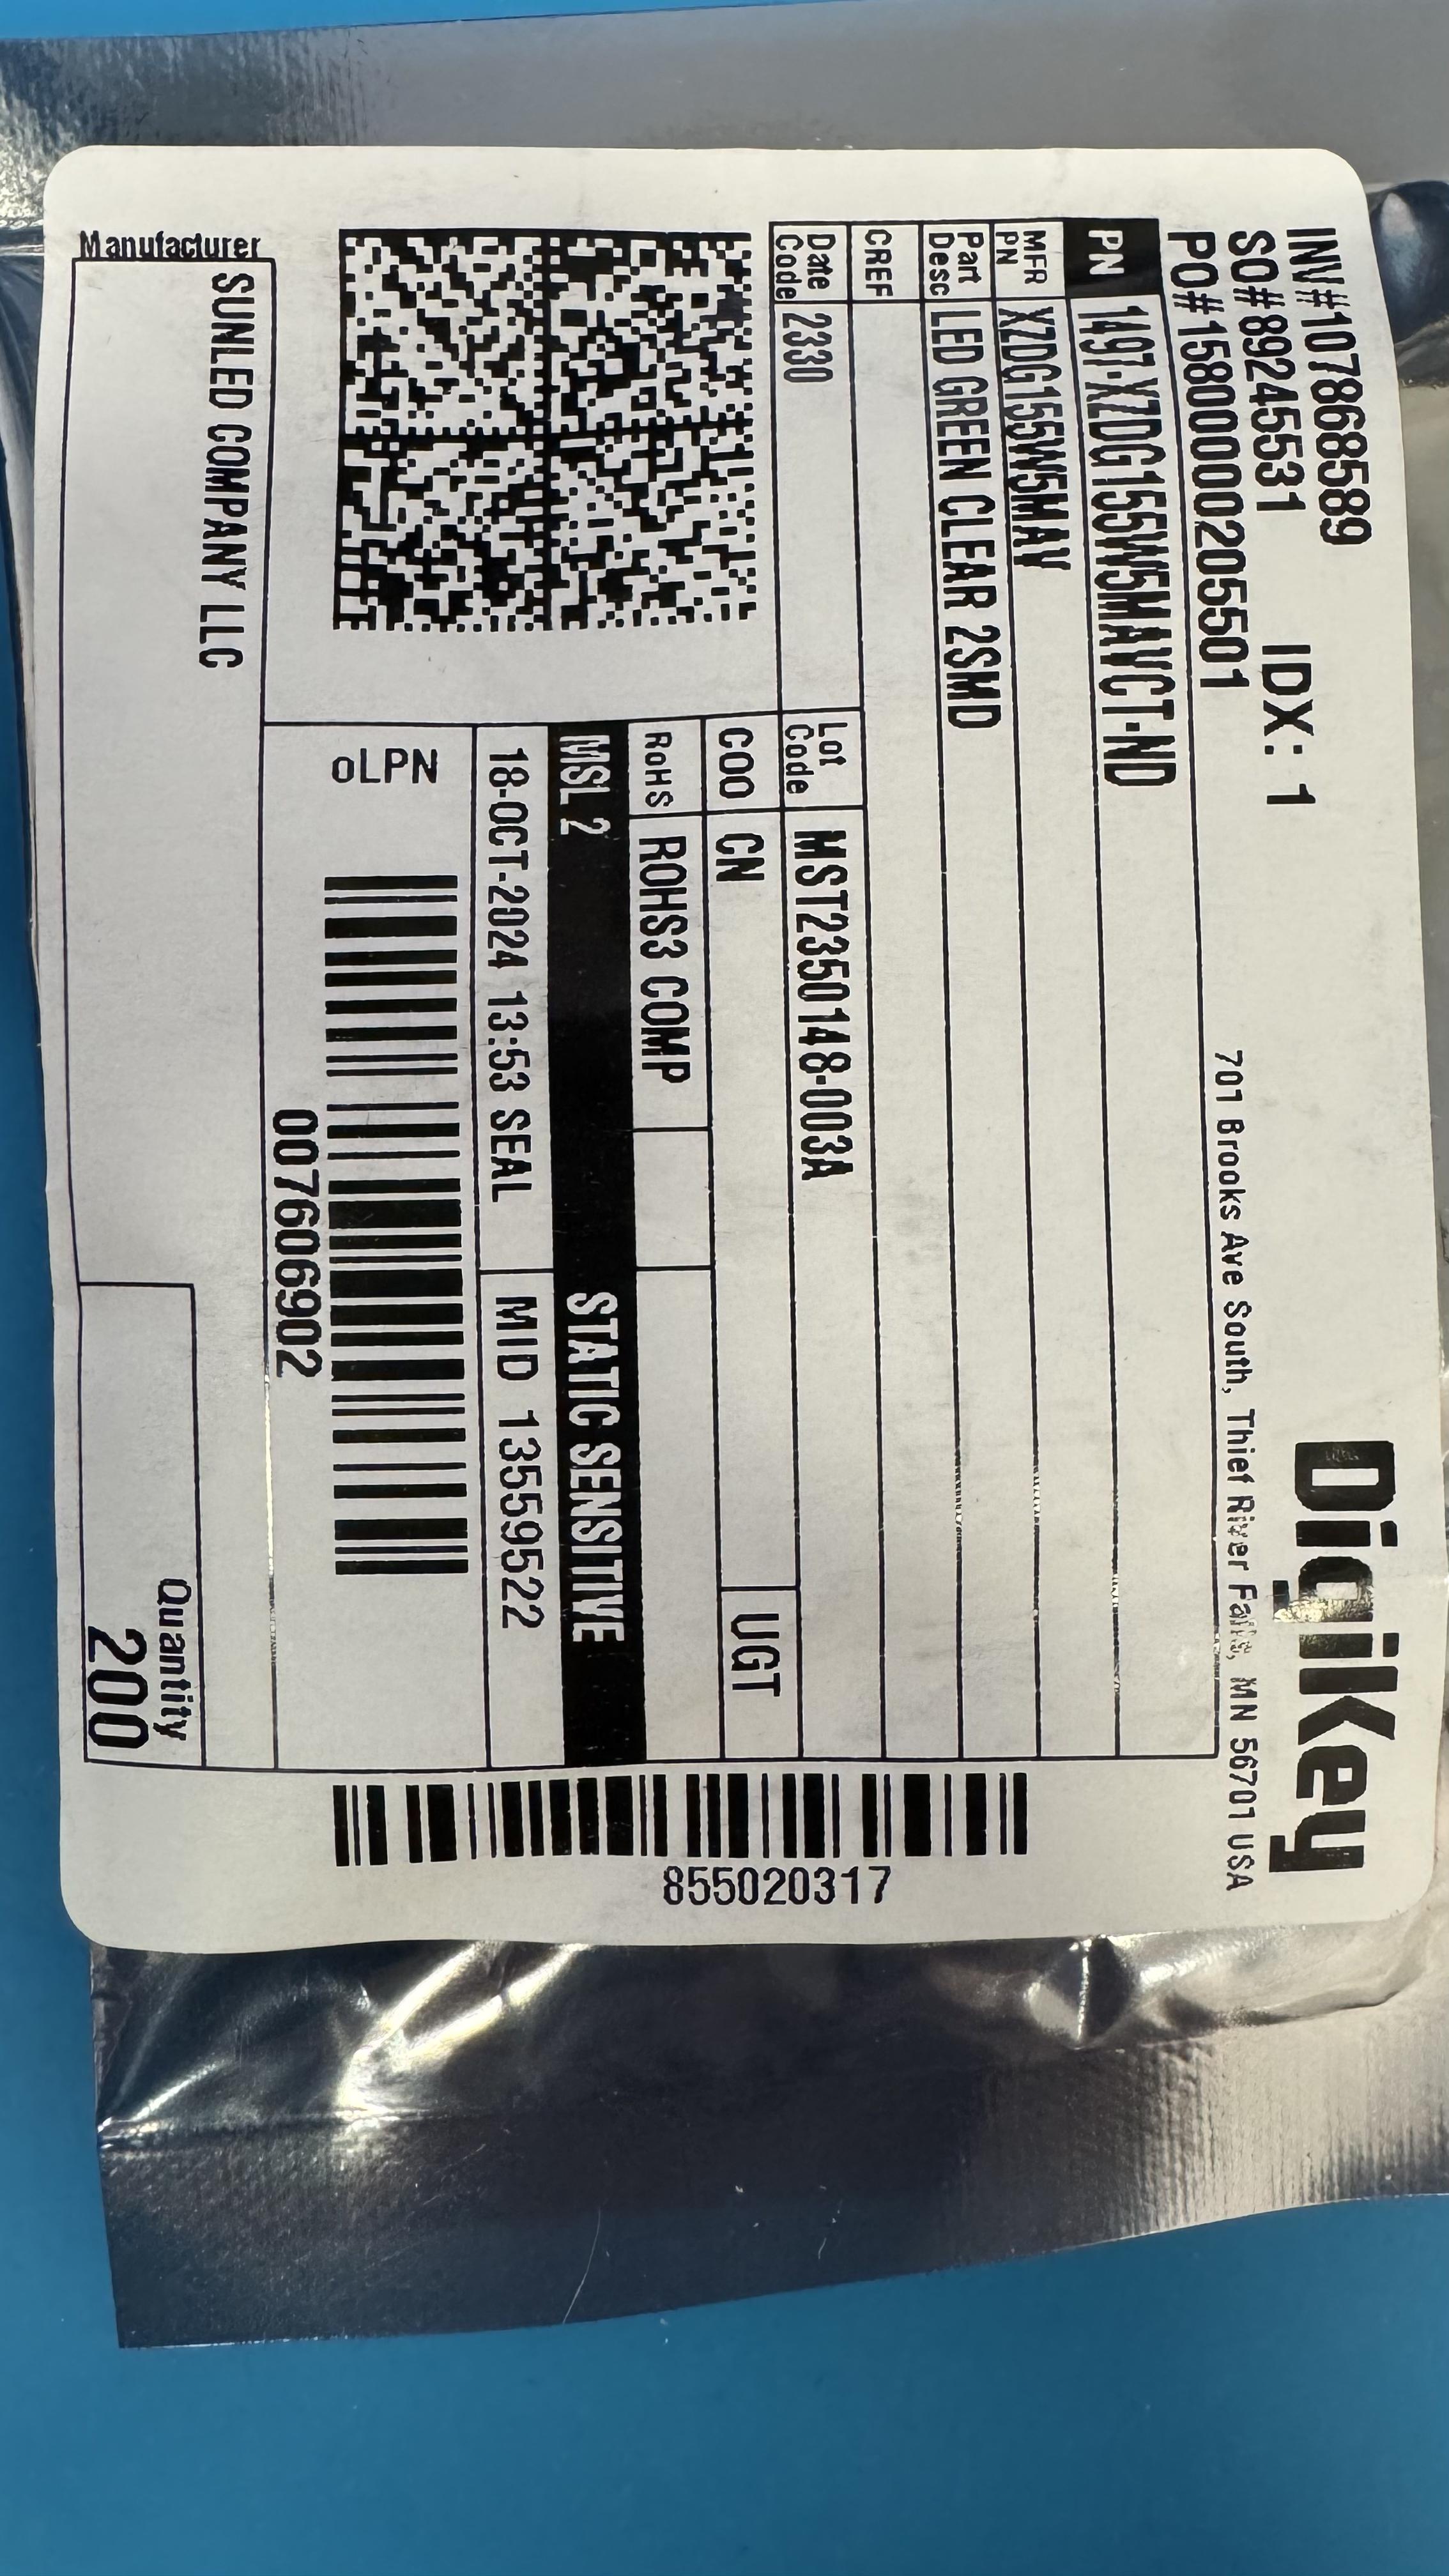 INV#107868589
SO#89245531 IDX: 1
PO#15800000205501
DigiKey
701 Brooks Ave South, Thief River Falls, MN 56701 USA
PN 1497-XZDG155W5MAVCT-ND
MFR PN XZDG155W5MAV
Part Desc LED GREEN CLEAR 2SMD
CREF
Date Code 2330
Lot Code MST2350148-003A
COO CN UGT
RoHS ROHS3 COMP
MSL 2 STATIC SENSITIVE
18-OCT-2024 13:53 SEAL MID 13559522
oLPN
007606902
Manufacturer
SUNLED COMPANY LLC
Quantity
200
855020317